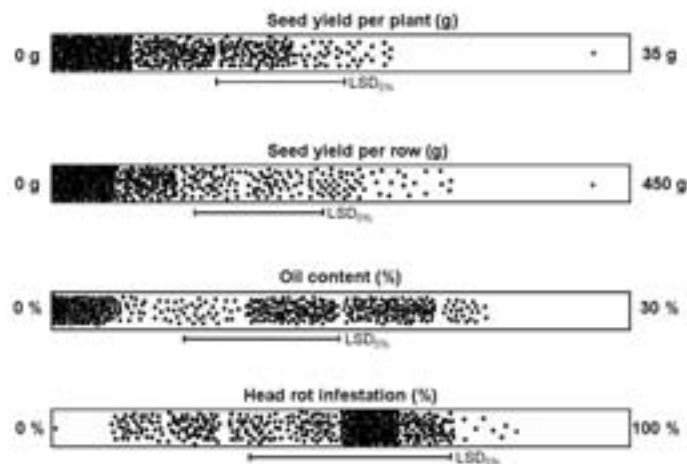 Seed yield per plant (g)
0 g 35 g
LSD5%
Seed yield per row (g)
0 g 450 g
LSD5%
Oil content (%)
0 % 30 %
LSD5%
Head rot infestation (%)
0 % 100 %
LSD5%